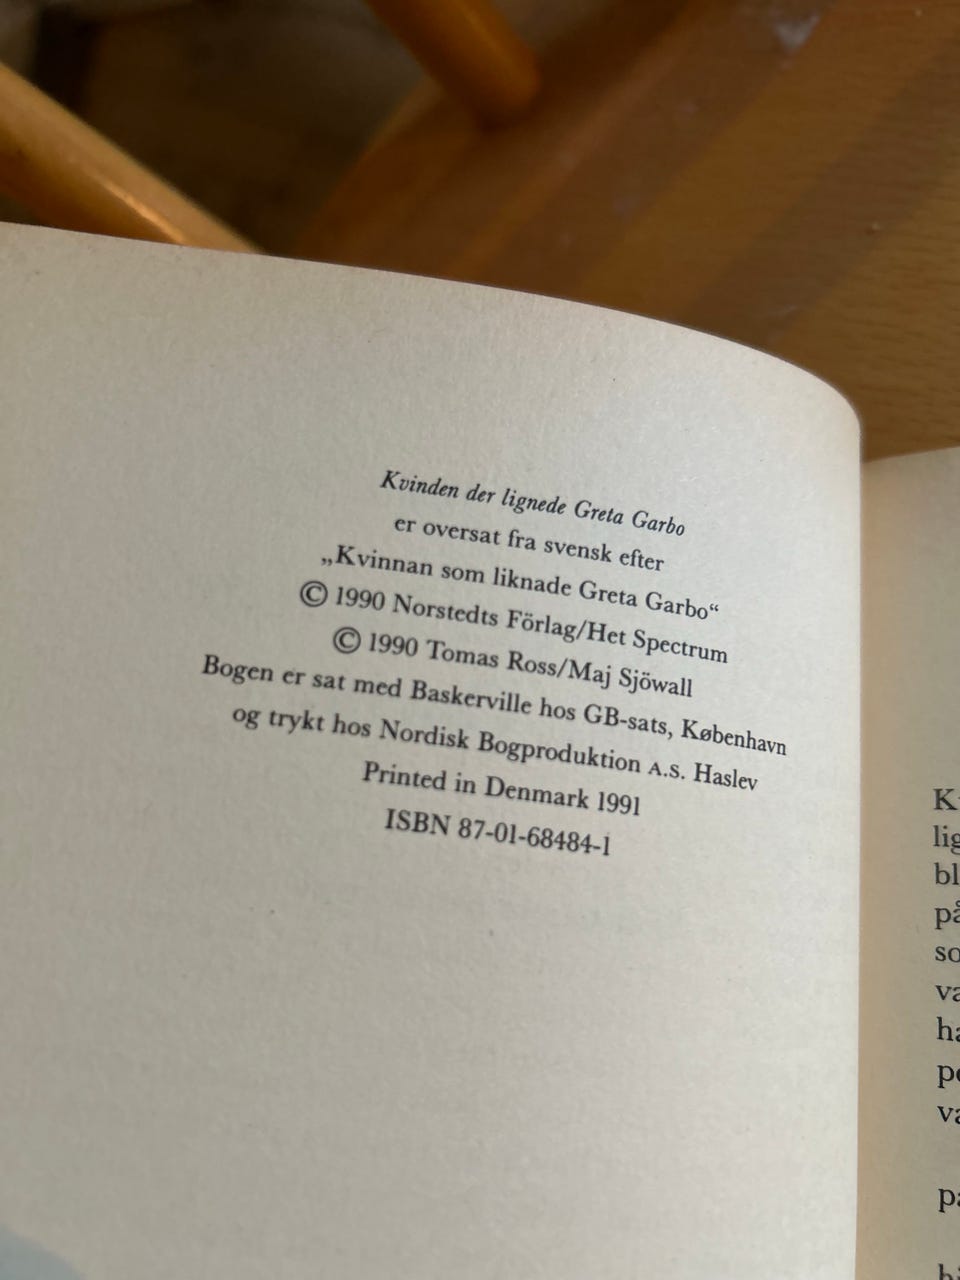 Kvinden der lignede Greta Garbo
er oversat fra svensk efter
„Kvinnan som liknade Greta Garbo“
© 1990 Norstedts Förlag/Het Spectrum
© 1990 Tomas Ross/Maj Sjöwall
Bogen er sat med Baskerville hos GB-sats, København
og trykt hos Nordisk Bogproduktion A.S. Haslev
Printed in Denmark 1991
ISBN 87-01-68484-1